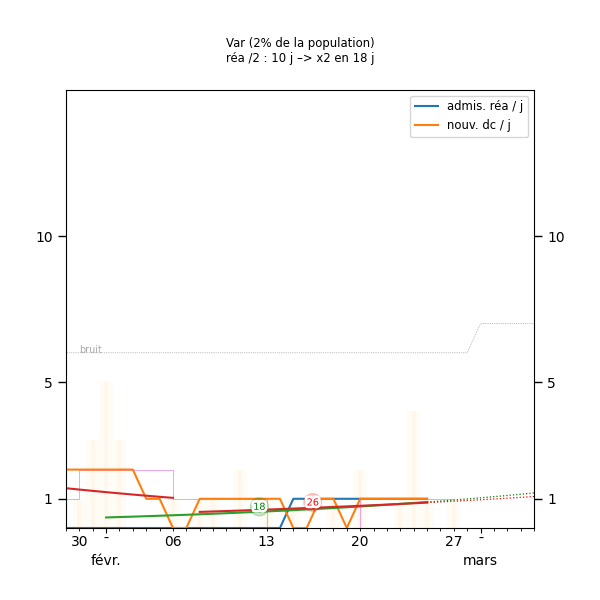 Var (2% de la population)
réa /2 : 10 j –> x2 en 18 j
admis. réa / j
nouv. dc / j
10
10
bruit
5
5
18
26
1
1
30
06
13
20
27
févr.
mars